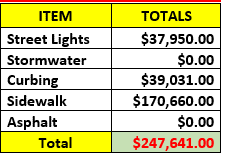 ITEM TOTALS
Street Lights $37,950.00
Stormwater $0.00
Curbing $39,031.00
Sidewalk $170,660.00
Asphalt $0.00
Total $247,641.00